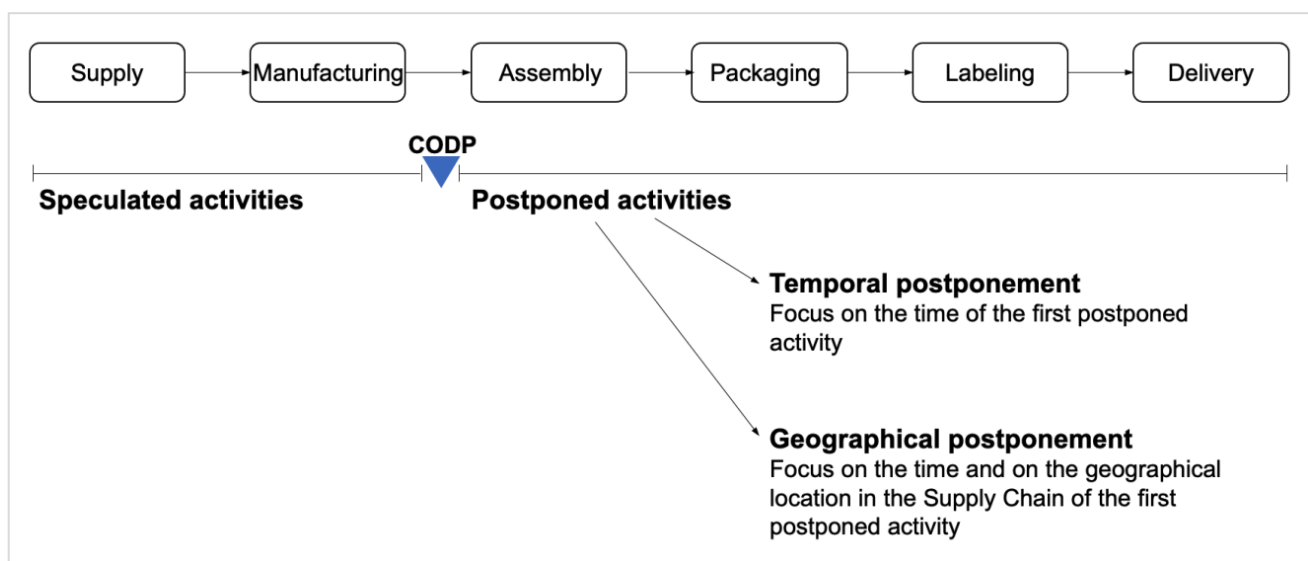 Supply
Manufacturing
Assembly
Packaging
Labeling
Delivery
CODP
Speculated activities
Postponed activities
Temporal postponement
Focus on the time of the first postponed
activity
Geographical postponement
Focus on the time and on the geographical
location in the Supply Chain of the first
postponed activity